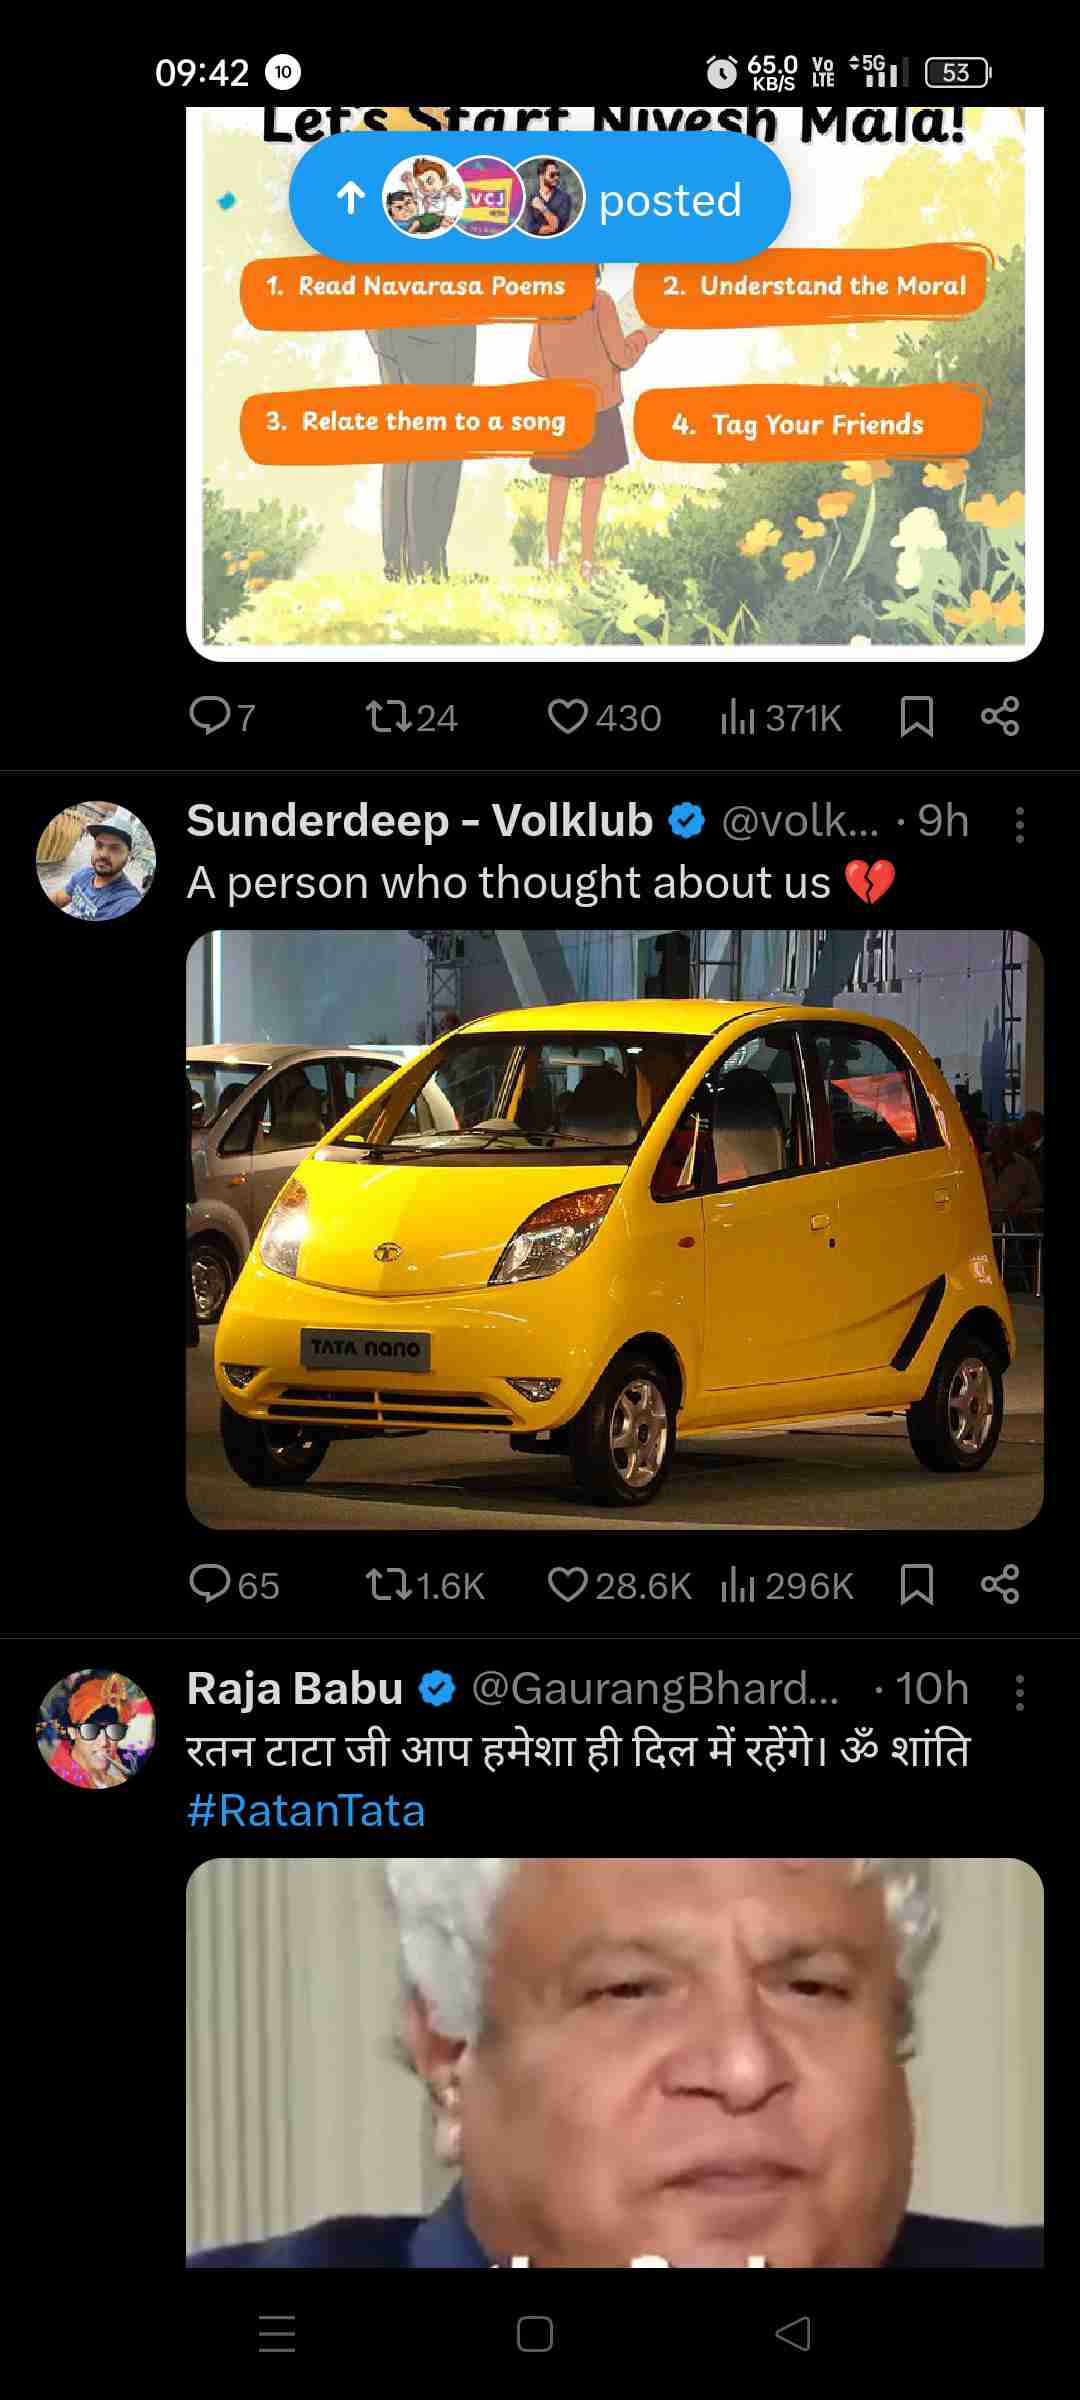 09:42 10 65.0 KB/S Vo LTE 5G 53
Let's Start Nivesh Mala!
VCJ posted
1. Read Navarasa Poems
2. Understand the Moral
3. Relate them to a song
4. Tag Your Friends
7 24 430 371K
Sunderdeep - Volklub @volk... · 9h
A person who thought about us 💔
TATA nano
65 1.6K 28.6K 296K
Raja Babu @GaurangBhard... · 10h
रतन टाटा जी आप हमेशा ही दिल में रहेंगे। ॐ शांति
#RatanTata